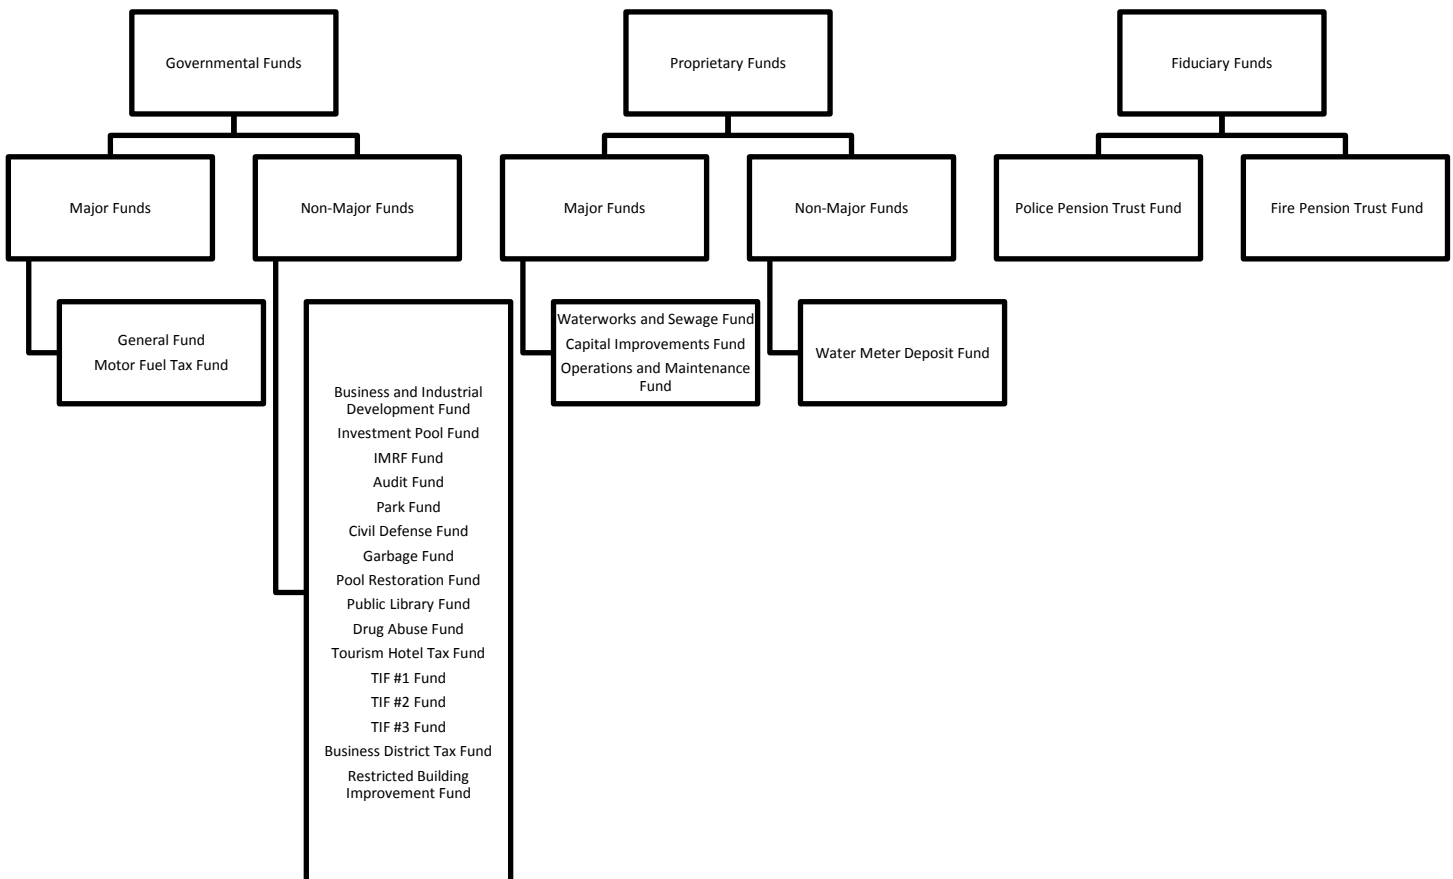 Governmental Funds
Proprietary Funds
Fiduciary Funds
Major Funds
Non-Major Funds
Major Funds
Non-Major Funds
Police Pension Trust Fund
Fire Pension Trust Fund
General Fund
Motor Fuel Tax Fund
Business and Industrial
Development Fund
Investment Pool Fund
IMRF Fund
Audit Fund
Park Fund
Civil Defense Fund
Garbage Fund
Pool Restoration Fund
Public Library Fund
Drug Abuse Fund
Tourism Hotel Tax Fund
TIF #1 Fund
TIF #2 Fund
TIF #3 Fund
Business District Tax Fund
Restricted Building
Improvement Fund
Waterworks and Sewage Fund
Capital Improvements Fund
Operations and Maintenance
Fund
Water Meter Deposit Fund